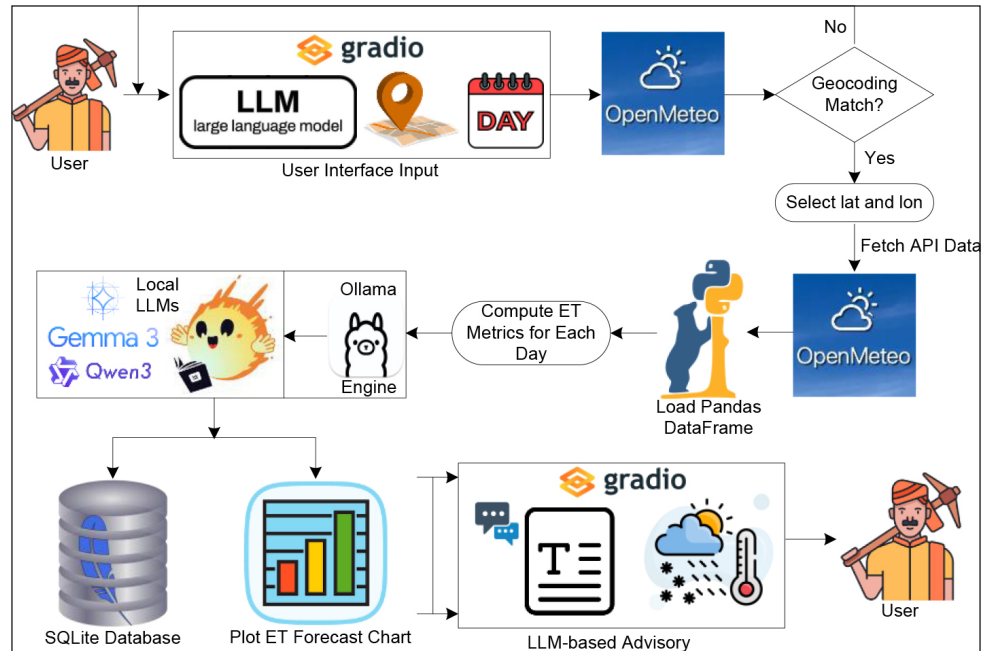 No
gradio
LLM
large language model
DAY
OpenMeteo
Geocoding
Match?
User
User Interface Input
Yes
Select lat and lon
Fetch API Data
Local
LLMs
Gemma 3
Qwen3
Ollama
Engine
Compute ET
Metrics for Each
Day
Load Pandas
DataFrame
OpenMeteo
gradio
T
SQLite Database
Plot ET Forecast Chart
LLM-based Advisory
User